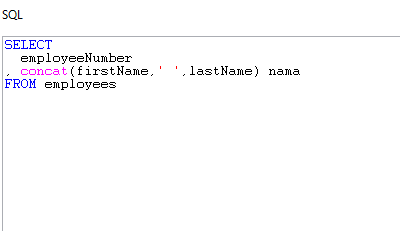 SQL
SELECT
employeeNumber
, concat(firstName,' ',lastName) nama
FROM employees